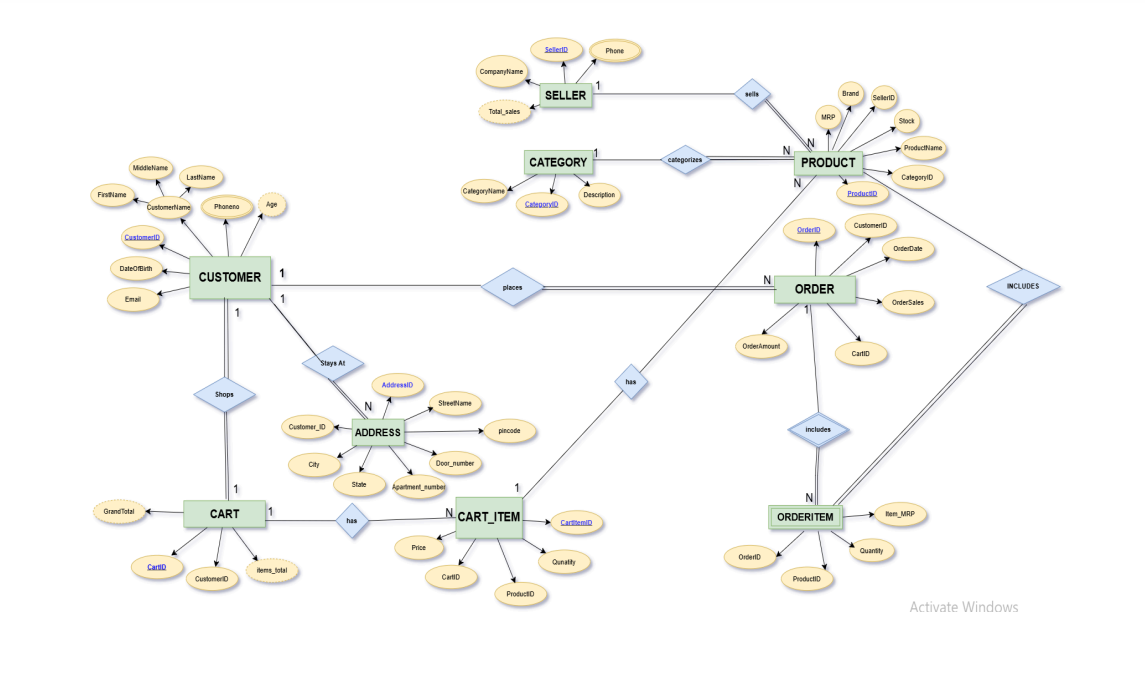 SellerID
Phone
CompanyName
SELLER
1
Total_sales
sells
Brand
SellerID
MRP
Stock
N
ProductName
CATEGORY
1
categorizes
N
PRODUCT
N
CategoryID
ProductID
CategoryName
CategoryID
Description
MiddleName
LastName
FirstName
CustomerName
Phoneno
Age
CustomerID
DateOfBirth
Email
CUSTOMER
1
1
1
places
N
OrderID
CustomerID
OrderDate
ORDER
1
OrderSales
OrderAmount
CartID
INCLUDES
Stays At
N
Shops
has
AddressID
StreetName
Customer_ID
ADDRESS
pincode
City
State
Apartment_number
Door_number
includes
1
1
N
GrandTotal
CART
1
has
N
CART_ITEM
CartItemID
CartID
CustomerID
items_total
Price
CartID
ProductID
Qunatity
ORDERITEM
Item_MRP
OrderID
ProductID
Quantity
Activate Windows